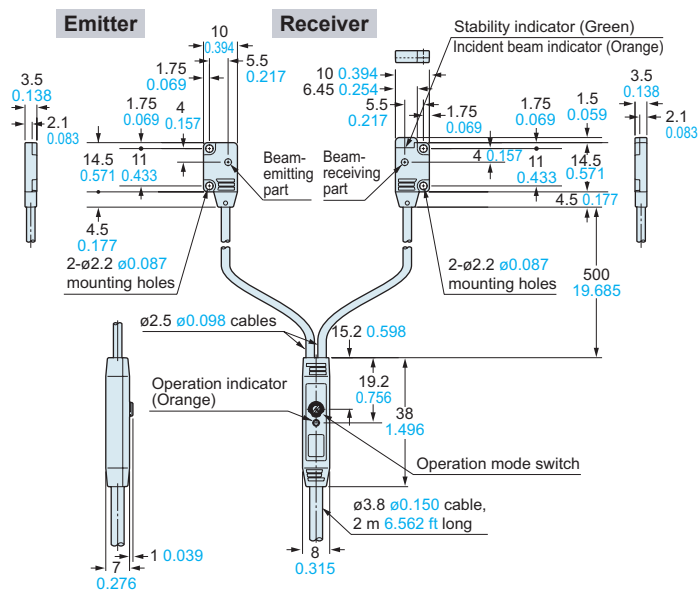 Emitter
Receiver
Stability indicator (Green)
Incident beam indicator (Orange)
10
0.394
5.5
0.217
1.75
0.069
3.5
0.138
2.1
0.083
1.75
0.069
4
0.157
14.5
0.571
11
0.433
4.5
0.177
Beam-
emitting
part
2-ø2.2 ø0.087
mounting holes
10 0.394
6.45 0.254
5.5
0.217
1.75
0.069
1.75
0.069
1.5
0.059
3.5
0.138
2.1
0.083
Beam-
receiving
part
4 0.157
11
0.433
14.5
0.571
4.5 0.177
2-ø2.2 ø0.087
mounting holes
500
19.685
ø2.5 ø0.098 cables
15.2 0.598
Operation indicator
(Orange)
19.2
0.756
38
1.496
Operation mode switch
ø3.8 ø0.150 cable,
2 m 6.562 ft long
1 0.039
7
0.276
8
0.315